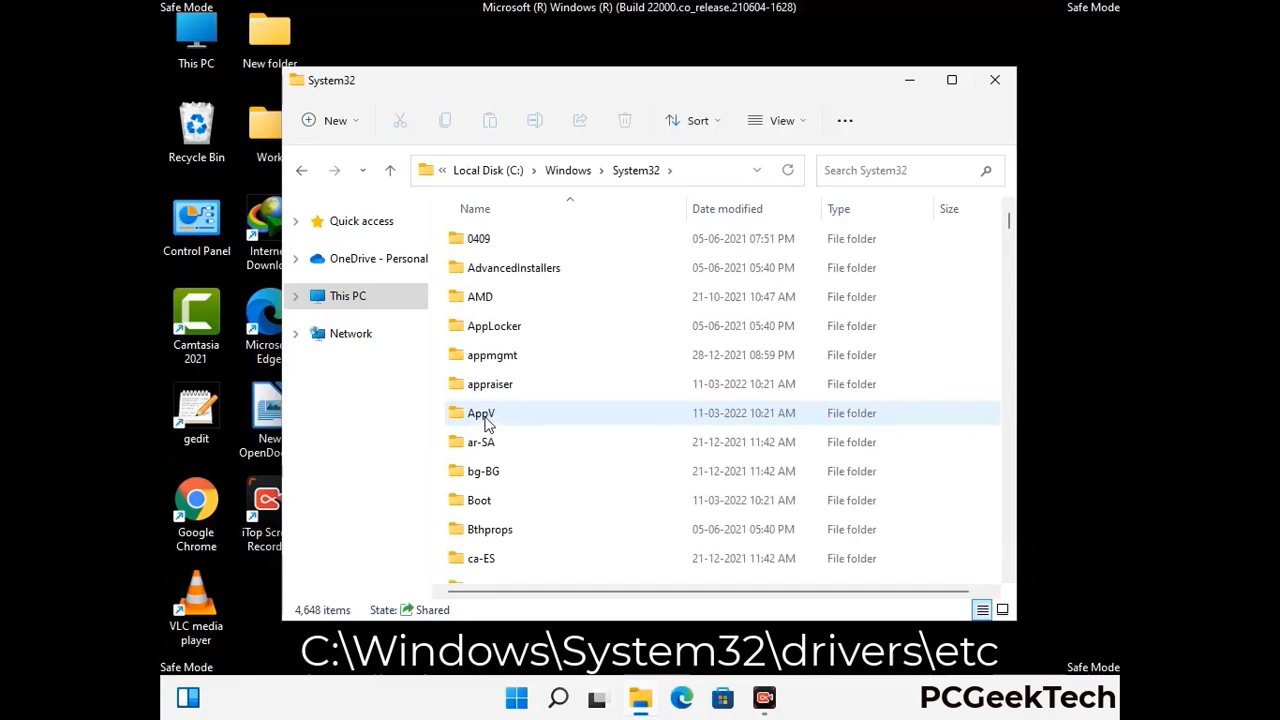 Safe Mode
Microsoft (R) Windows (R) (Build 22000.co_release.210604-1628)
Safe Mode
This PC
New folder
System32
New
Sort
View
Recycle Bin
Work
Local Disk (C:)
Windows
System32
Search System32
Name
Date modified
Type
Size
Quick access
0409
05-06-2021 07:51 PM
File folder
Control Panel
Intern
Downlo
OneDrive - Personal
AdvancedInstallers
05-06-2021 05:40 PM
File folder
This PC
AMD
21-10-2021 10:47 AM
File folder
Network
AppLocker
05-06-2021 05:40 PM
File folder
Camtasia
2021
Micros
Edge
appmgmt
28-12-2021 08:59 PM
File folder
appraiser
11-03-2022 10:21 AM
File folder
AppV
11-03-2022 10:21 AM
File folder
gedit
New
OpenDo
ar-SA
21-12-2021 11:42 AM
File folder
bg-BG
21-12-2021 11:42 AM
File folder
Boot
11-03-2022 10:21 AM
File folder
Google
Chrome
iTop Scr
Record
Bthprops
05-06-2021 05:40 PM
File folder
ca-ES
21-12-2021 11:42 AM
File folder
VLC media
player
4,648 items
State:
Shared
C:\Windows\System32\drivers\etc
Safe Mode
Safe Mode
PCGeekTech